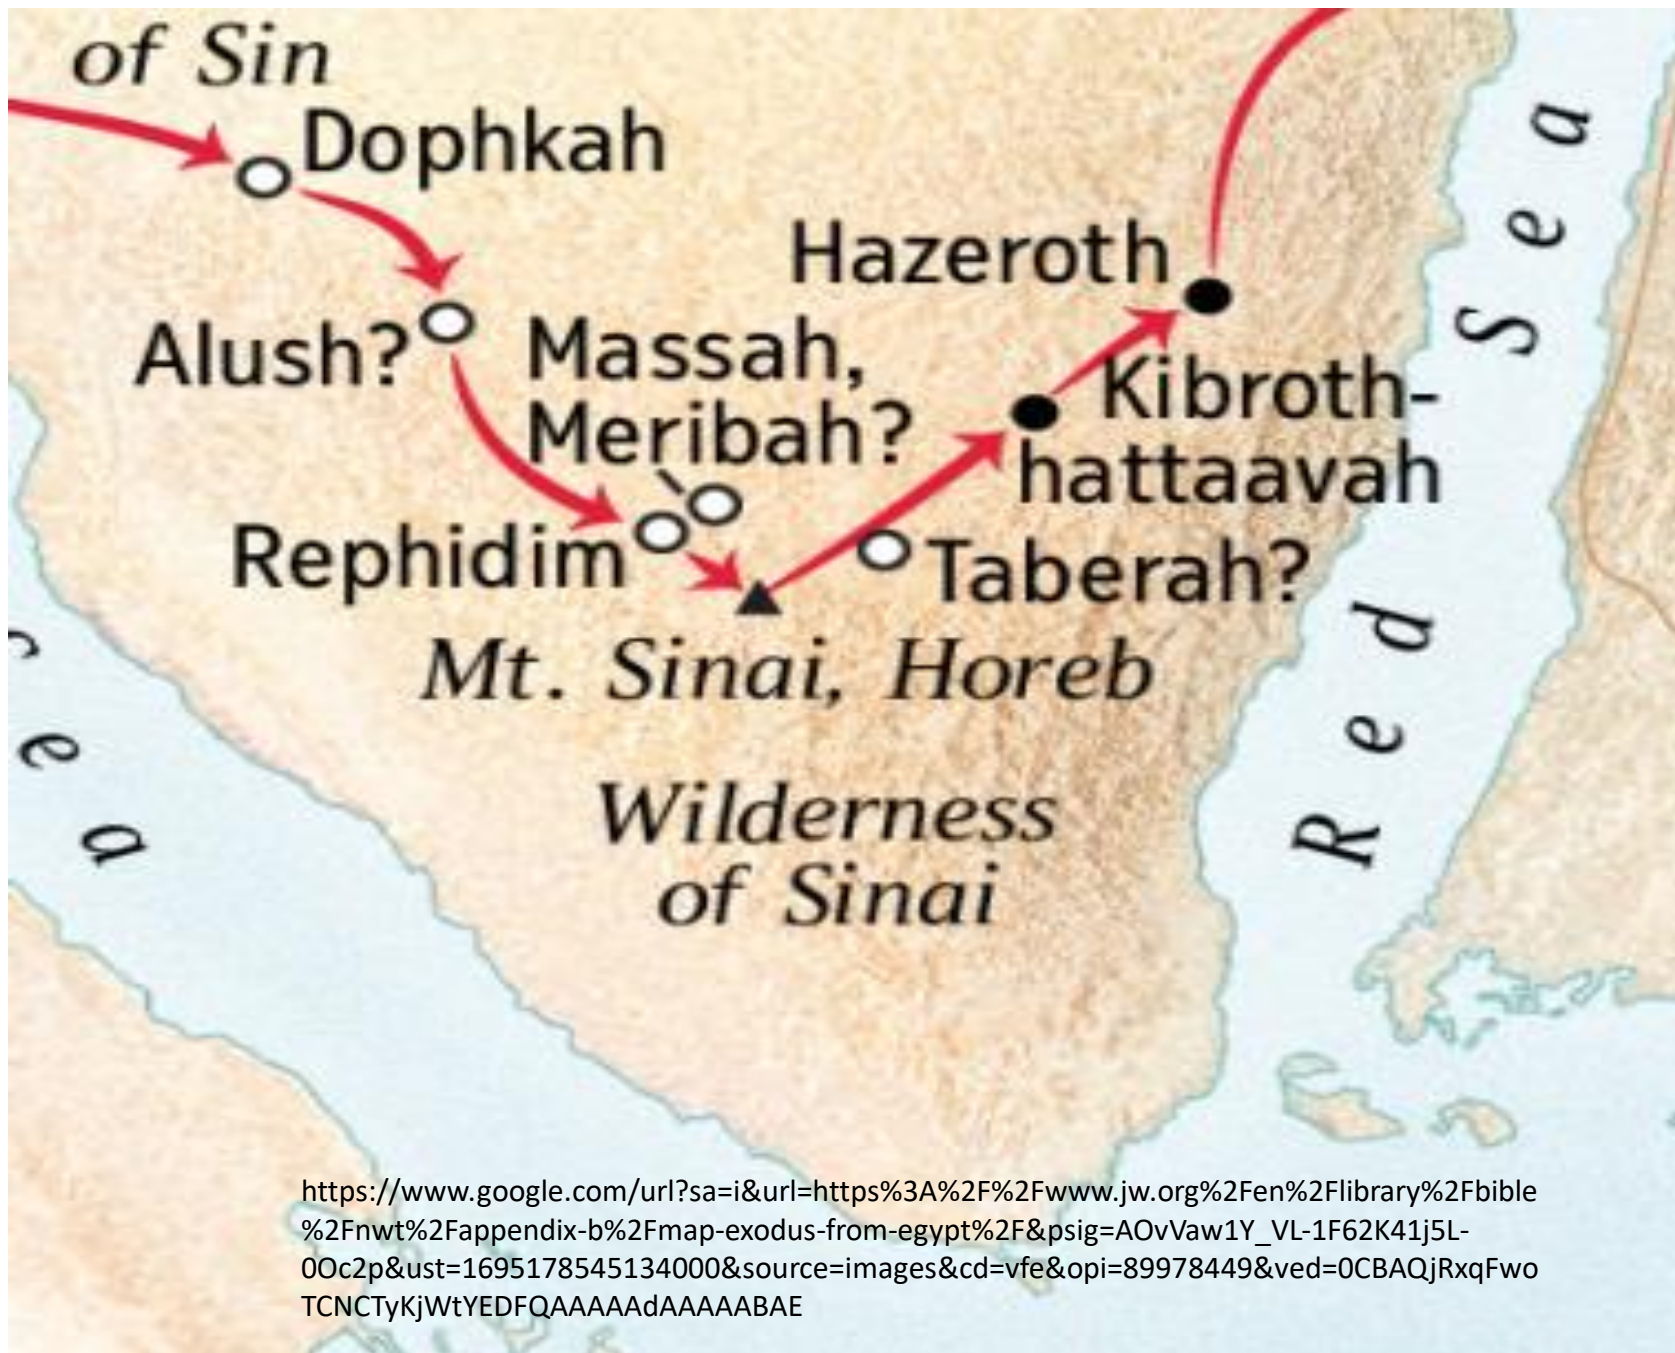 of Sin
Dophkah
Hazeroth
Alush?
Massah,
Meribah?
Kibroth-
hattaavah
Rephidim
Taberah?
Mt. Sinai, Horeb
Wilderness
of Sinai
Red Sea
ea
https://www.google.com/url?sa=i&url=https%3A%2F%2Fwww.jw.org%2Fen%2Flibrary%2Fbible
%2Fnwt%2Fappendix-b%2Fmap-exodus-from-egypt%2F&psig=AOvVaw1Y_VL-1F62K41j5L-
0Oc2p&ust=1695178545134000&source=images&cd=vfe&opi=89978449&ved=0CBAQjRxqFwo
TCNCTyKjWtYEDFQAAAAAdAAAAABAE